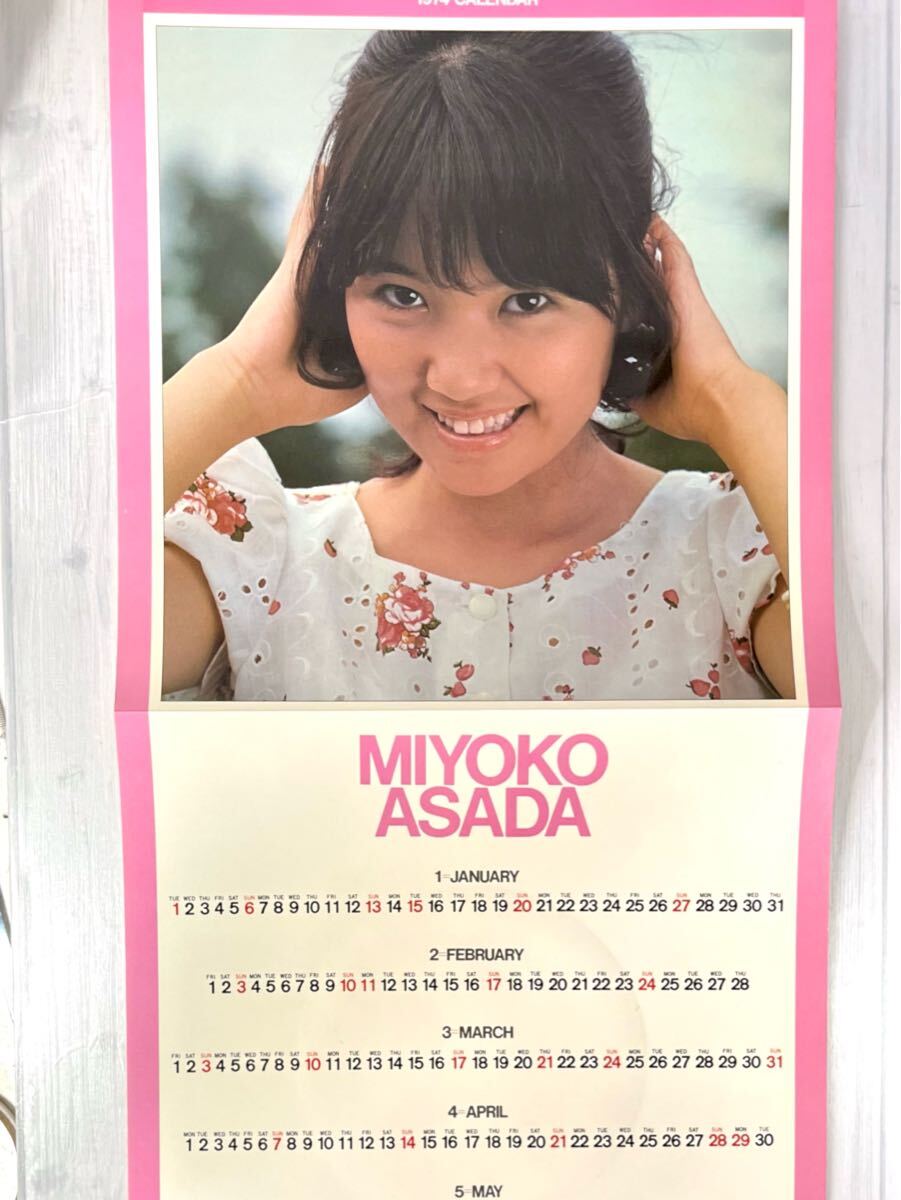 1974 CALENDAR
MIYOKO
ASADA
1=JANUARY
TUE WED THU FRI SAT SUN MON TUE WED THU FRI SAT SUN MON TUE WED THU FRI SAT SUN MON TUE WED THU FRI SAT SUN MON TUE WED THU
1 2 3 4 5 6 7 8 9 10 11 12 13 14 15 16 17 18 19 20 21 22 23 24 25 26 27 28 29 30 31
2=FEBRUARY
FRI SAT SUN MON TUE WED THU FRI SAT SUN MON TUE WED THU FRI SAT SUN MON TUE WED THU FRI SAT SUN MON TUE WED THU
1 2 3 4 5 6 7 8 9 10 11 12 13 14 15 16 17 18 19 20 21 22 23 24 25 26 27 28
3=MARCH
FRI SAT SUN MON TUE WED THU FRI SAT SUN MON TUE WED THU FRI SAT SUN MON TUE WED THU FRI SAT SUN MON TUE WED THU FRI SAT SUN
1 2 3 4 5 6 7 8 9 10 11 12 13 14 15 16 17 18 19 20 21 22 23 24 25 26 27 28 29 30 31
4=APRIL
MON TUE WED THU FRI SAT SUN MON TUE WED THU FRI SAT SUN MON TUE WED THU FRI SAT SUN MON TUE WED THU FRI SAT SUN MON TUE
1 2 3 4 5 6 7 8 9 10 11 12 13 14 15 16 17 18 19 20 21 22 23 24 25 26 27 28 29 30
5=MAY